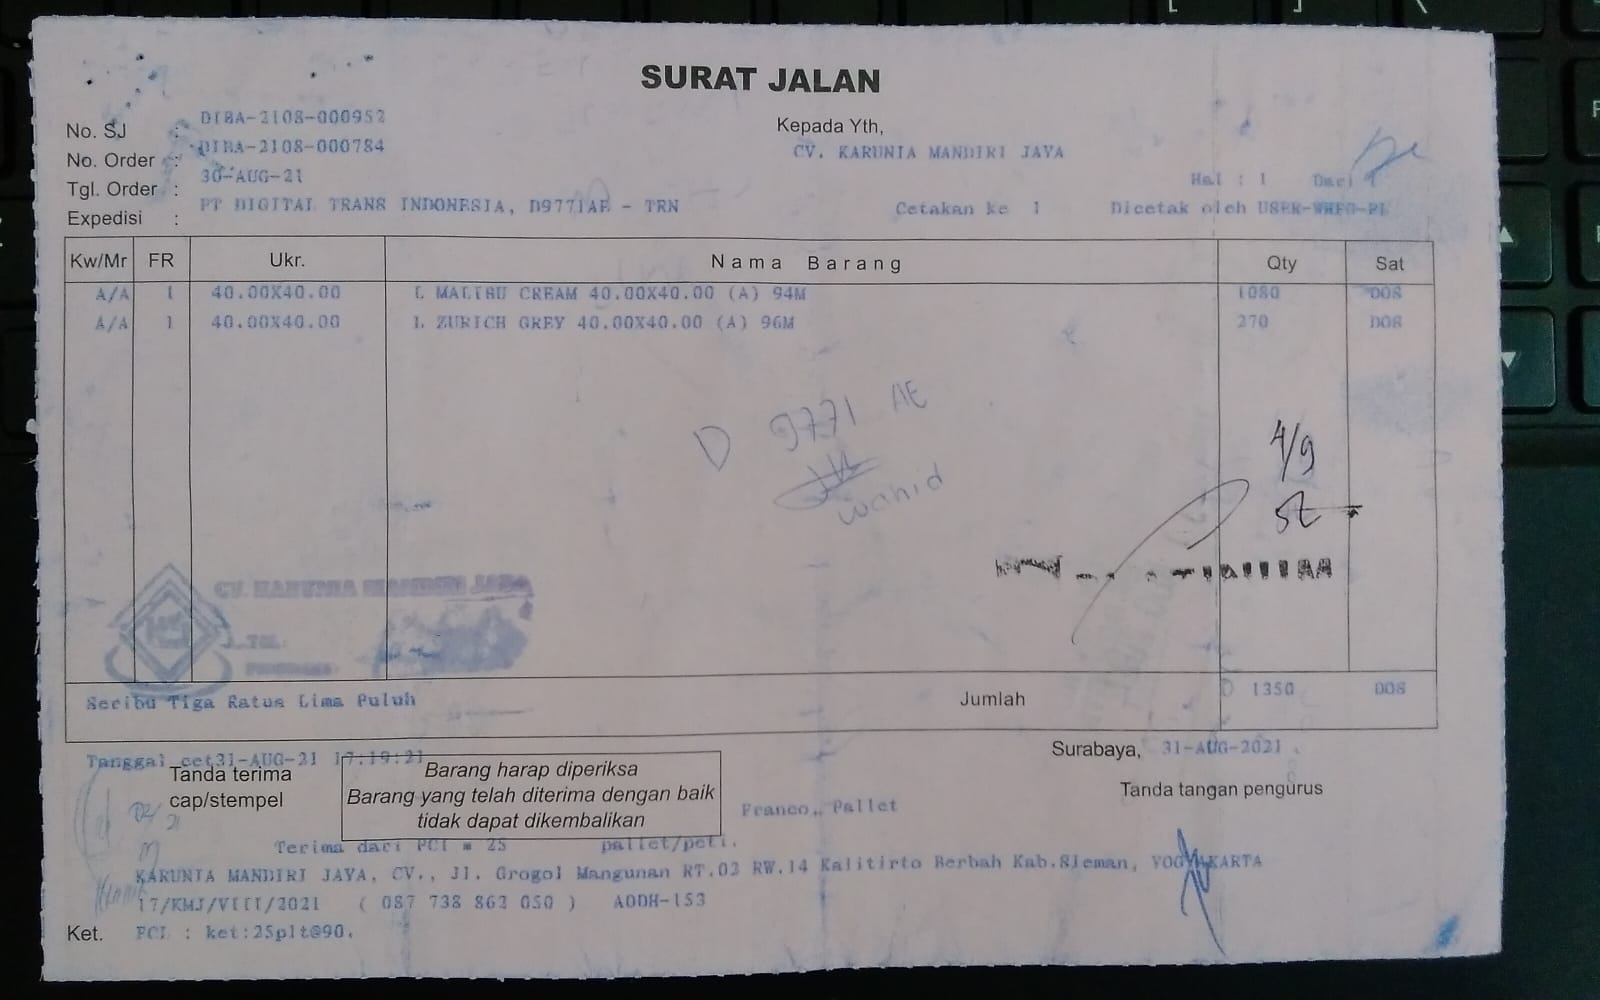 SURAT JALAN
No. SJ : DIBA-2108-000952
No. Order : DIBA-2108-000784
Tgl. Order : 30-AUG-21
Expedisi : PT DIGITAL TRANS INDONESIA, D9771AE - TRN
Kepada Yth,
CV. KARUNIA MANDIRI JAYA
Hal : 1 Dari 1
Cetakan ke 1 Dicetak oleh
Kw/Mr FR Ukr. Nama Barang Qty Sat
A/A 1 40.00X40.00 L MALIBU CREAM 40.00X40.00 (A) 94M 1080 DOS
A/A 1 40.00X40.00 L ZURICH GREY 40.00X40.00 (A) 96M 270 DOS
D 9771 AE
wahid
4/9
CV. KARUNIA MANDIRI JAYA
Seribu Tiga Ratus Lima Puluh Jumlah 1350 DOS
Tanggal cet 31-AUG-21 17:19:21
Surabaya, 31-AUG-2021
Tanda terima
cap/stempel
Barang harap diperiksa
Barang yang telah diterima dengan baik
tidak dapat dikembalikan
Franco, Pallet
Tanda tangan pengurus
Terima dari PCI = 25 pallet/peti.
KARUNIA MANDIRI JAYA, CV., Jl. Grogol Mangunan RT.03 RW.14 Kalitirto Berbah Kab.Sleman, YOGYAKARTA
17/KMJ/VIII/2021 ( 087 738 862 050 ) AODH-153
Ket. PCI : ket:25plt@90.